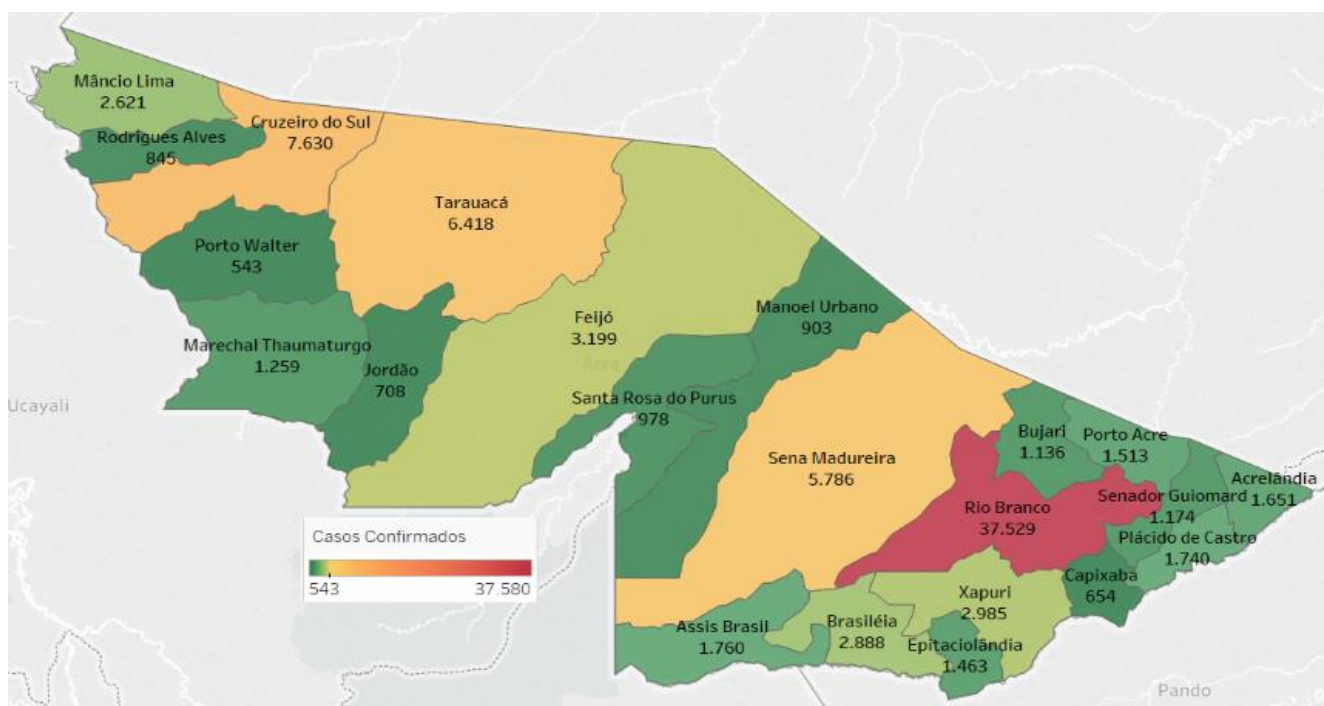 Mâncio Lima
2.621
Rodrigues Alves
845
Cruzeiro do Sul
7.630
Tarauacá
6.418
Porto Walter
543
Marechal Thaumaturgo
1.259
Jordão
708
Feijó
3.199
Acre
Manoel Urbano
903
Santa Rosa do Purus
978
Ucayali
Sena Madureira
5.786
Bujari
1.136
Porto Acre
1.513
Acrelândia
1.651
Senador Guiomard
1.174
Rio Branco
37.529
Plácido de Castro
1.740
Capixaba
654
Xapuri
2.985
Brasiléia
2.888
Epitaciolândia
1.463
Assis Brasil
1.760
Pando
Casos Confirmados
543
37.580